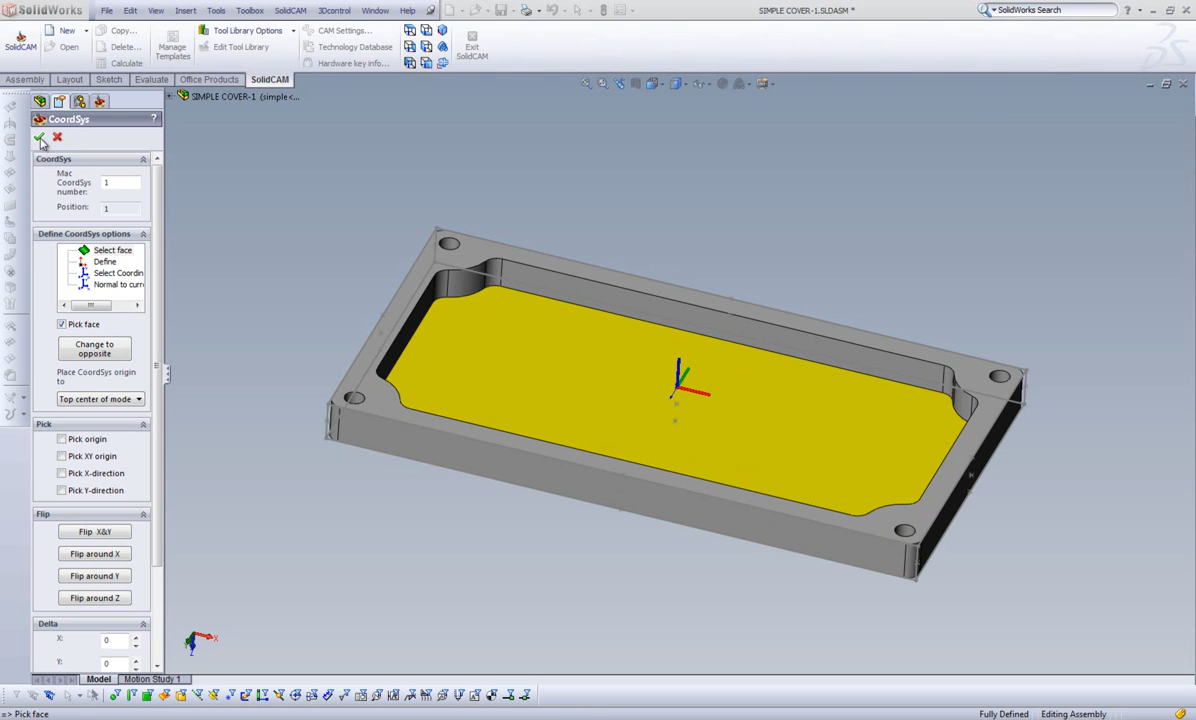 SolidWorks File Edit View Insert Tools Toolbox SolidCAM 3Dcontrol Window Help SIMPLE COVER-1.SLDASM * SolidWorks Search
SolidCAM New Open Copy... Delete... Calculate Manage Templates Tool Library Options Edit Tool Library CAM Settings... Technology Database Hardware key info... Exit SolidCAM
Assembly Layout Sketch Evaluate Office Products SolidCAM
SIMPLE COVER-1 (simple<...
CoordSys ?
CoordSys
Mac CoordSys number: 1
Position: 1
Define CoordSys options
Select face
Define
Select Coordin
Normal to curr
Pick face
Change to opposite
Place CoordSys origin to
Top center of mode
Pick
Pick origin
Pick XY origin
Pick X-direction
Pick Y-direction
Flip
Flip X&Y
Flip around X
Flip around Y
Flip around Z
Delta
X: 0
Y: 0
X
Z
Model Motion Study 1
=> Pick face Fully Defined Editing Assembly